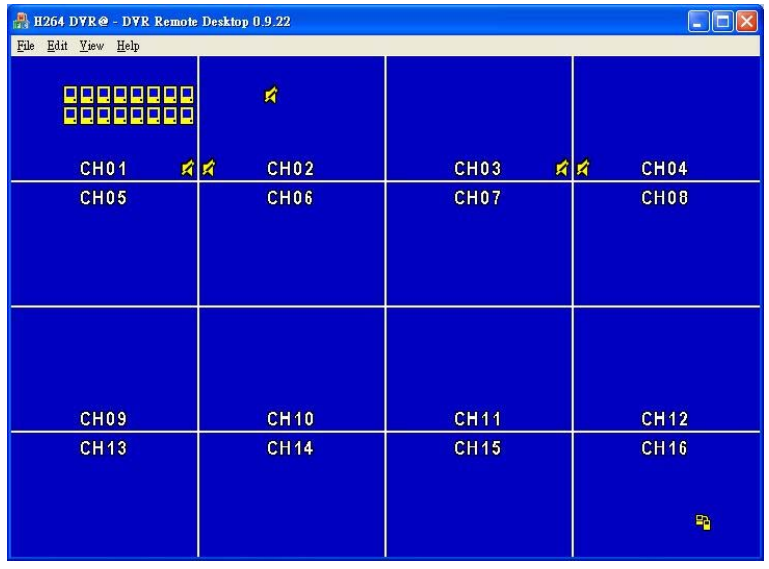 H264 DVR@ - DVR Remote Desktop 0.9.22
File Edit View Help
CH01 CH02 CH03 CH04
CH05 CH06 CH07 CH08
CH09 CH10 CH11 CH12
CH13 CH14 CH15 CH16